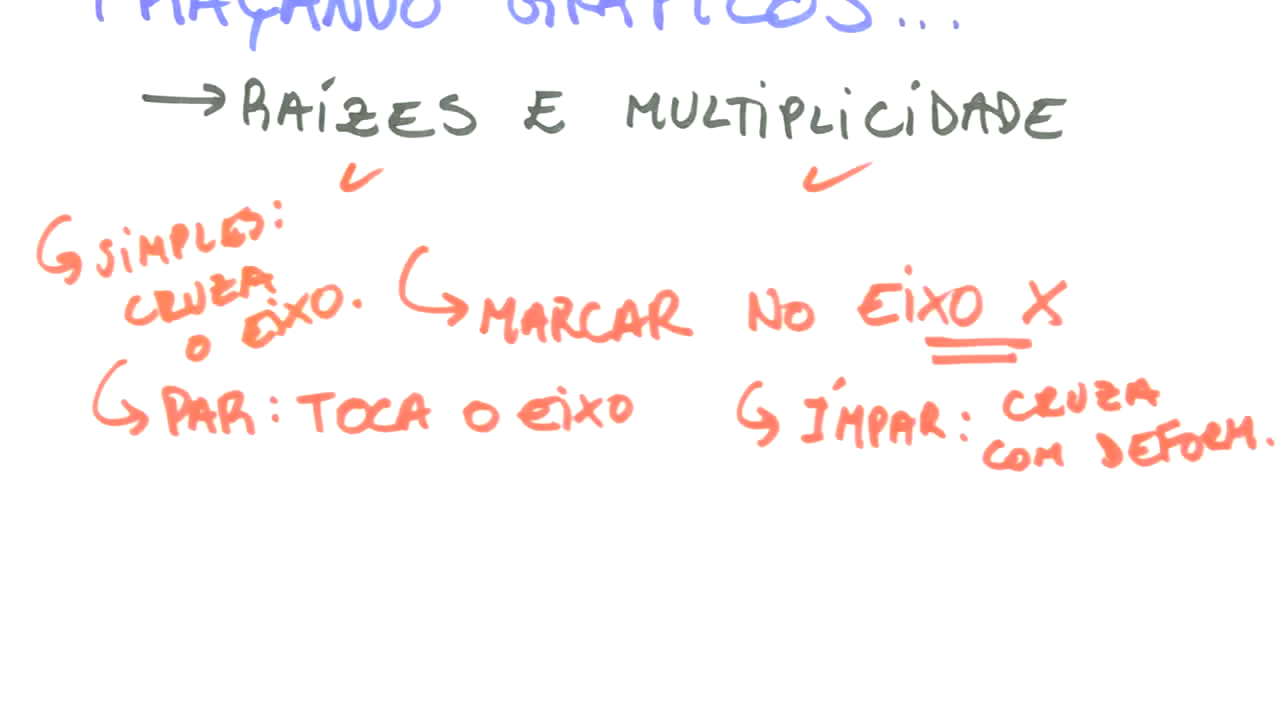 TRAÇANDO GRÁFICOS...
→ RAÍZES E MULTIPLICIDADE
SIMPLES:
CRUZA
O EIXO.
MARCAR NO EIXO X
PAR: TOCA O EIXO
ÍMPAR: CRUZA
COM DEFORM.